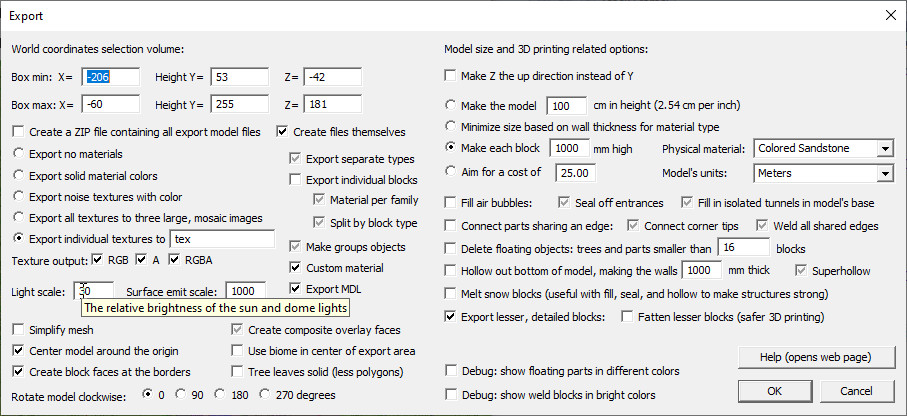 Export
World coordinates selection volume:
Box min: X= -206 Height Y= 53 Z= -42
Box max: X= -60 Height Y= 255 Z= 181
Create a ZIP file containing all export model files Create files themselves
Export no materials
Export separate types
Export solid material colors
Export individual blocks
Export noise textures with color
Material per family
Export all textures to three large, mosaic images
Split by block type
Export individual textures to tex
Make groups objects
Texture output: RGB A RGBA
Custom material
Light scale: 30 Surface emit scale: 1000
Export MDL
The relative brightness of the sun and dome lights
Simplify mesh Create composite overlay faces
Center model around the origin Use biome in center of export area
Create block faces at the borders Tree leaves solid (less polygons)
Rotate model clockwise: 0 90 180 270 degrees
Model size and 3D printing related options:
Make Z the up direction instead of Y
Make the model 100 cm in height (2.54 cm per inch)
Minimize size based on wall thickness for material type
Make each block 1000 mm high Physical material: Colored Sandstone
Aim for a cost of 25.00 Model's units: Meters
Fill air bubbles: Seal off entrances Fill in isolated tunnels in model's base
Connect parts sharing an edge: Connect corner tips Weld all shared edges
Delete floating objects: trees and parts smaller than 16 blocks
Hollow out bottom of model, making the walls 1000 mm thick Superhollow
Melt snow blocks (useful with fill, seal, and hollow to make structures strong)
Export lesser, detailed blocks: Fatten lesser blocks (safer 3D printing)
Help (opens web page)
Debug: show floating parts in different colors
Debug: show weld blocks in bright colors
OK Cancel